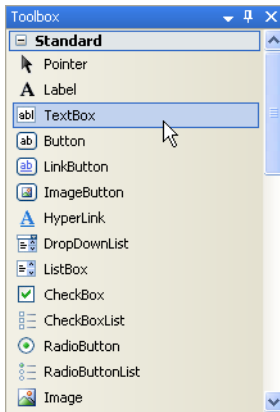 Toolbox
Standard
Pointer
A Label
abl TextBox
ab Button
ab LinkButton
ImageButton
A HyperLink
DropDownList
ListBox
CheckBox
CheckBoxList
RadioButton
RadioButtonList
Image